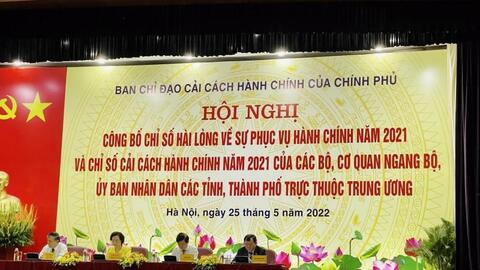 BAN CHỈ ĐẠO CẢI CÁCH HÀNH CHÍNH CỦA CHÍNH PHỦ
HỘI NGHỊ
CÔNG BỐ CHỈ SỐ HÀI LÒNG VỀ SỰ PHỤC VỤ HÀNH CHÍNH NĂM 2021
VÀ CHỈ SỐ CẢI CÁCH HÀNH CHÍNH NĂM 2021 CỦA CÁC BỘ, CƠ QUAN NGANG BỘ,
ỦY BAN NHÂN DÂN CÁC TỈNH, THÀNH PHỐ TRỰC THUỘC TRUNG ƯƠNG
Hà Nội, ngày 25 tháng 5 năm 2022